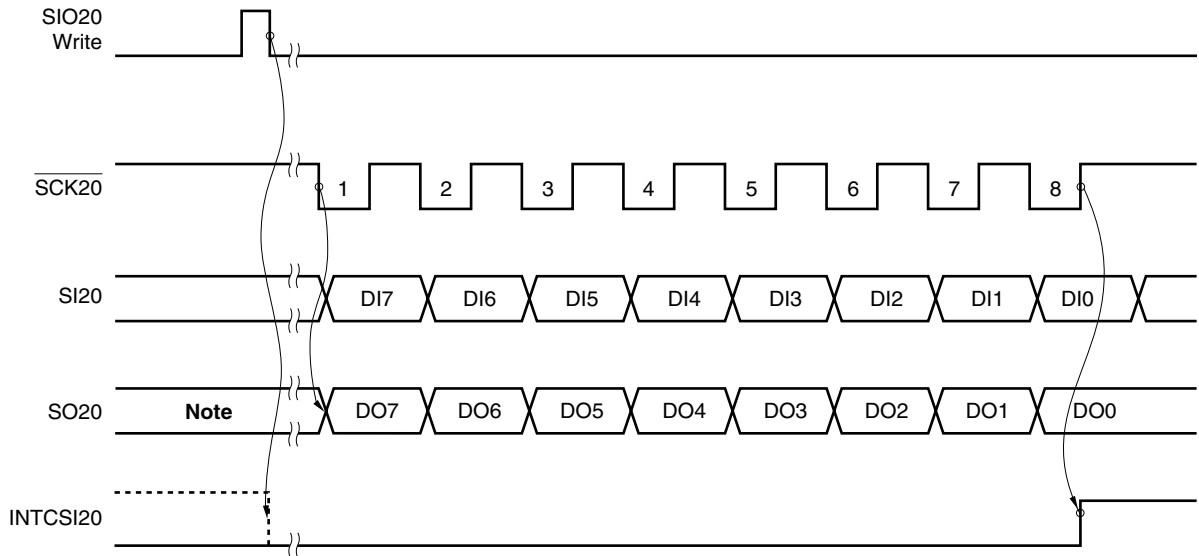 SIO20
Write
SCK20
1 2 3 4 5 6 7 8
SI20
DI7 DI6 DI5 DI4 DI3 DI2 DI1 DI0
SO20
Note
DO7 DO6 DO5 DO4 DO3 DO2 DO1 DO0
INTCSI20